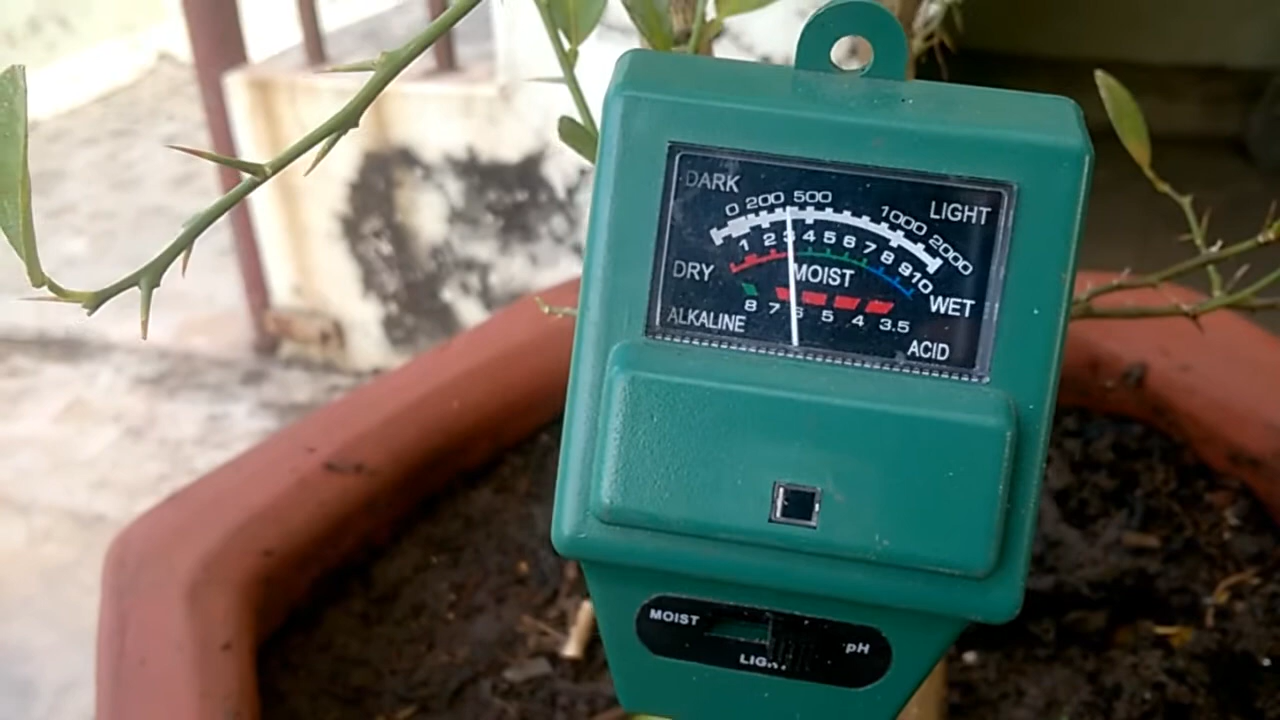 DARK
0 200 500 1000 2000
LIGHT
1 2 3 4 5 6 7 8 9 10
DRY MOIST WET
8 7 6 5 4 3.5
ALKALINE ACID
MOIST LIGHT pH